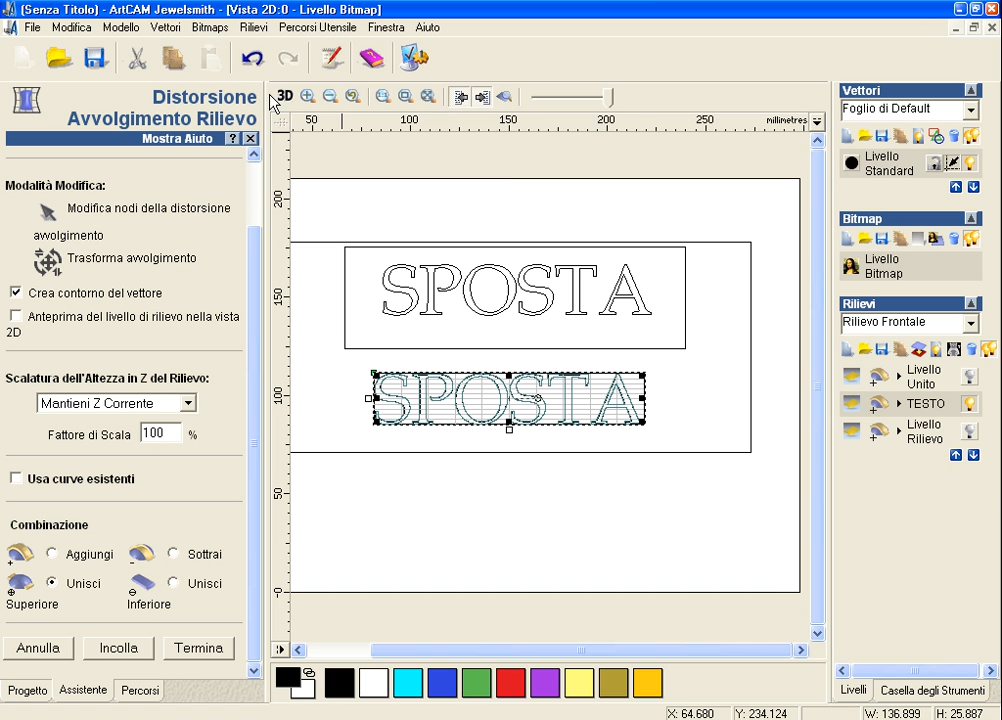 (Senza Titolo) - ArtCAM Jewelsmith - [Vista 2D:0 - Livello Bitmap]
File Modifica Modello Vettori Bitmaps Rilievi Percorsi Utensile Finestra Aiuto
Distorsione
Avvolgimento Rilievo
Mostra Aiuto ?
Modalità Modifica:
Modifica nodi della distorsione
avvolgimento
Trasforma avvolgimento
Crea contorno del vettore
Anteprima del livello di rilievo nella vista
2D
Scalatura dell'Altezza in Z del Rilievo:
Mantieni Z Corrente
Fattore di Scala 100 %
Usa curve esistenti
Combinazione
Aggiungi Sottrai
Unisci Unisci
Superiore Inferiore
Annulla Incolla Termina
Progetto Assistente Percorsi
3D
50 100 150 200 250 millimetres
200
150
100
50
-0
SPOSTA
SPOSTA
Vettori
Foglio di Default
Livello
Standard
Bitmap
Livello
Bitmap
Rilievi
Rilievo Frontale
Livello
Unito
TESTO
Livello
Rilievo
Livelli Casella degli Strumenti
X: 64.680 Y: 234.124 W: 136.899 H: 25.887